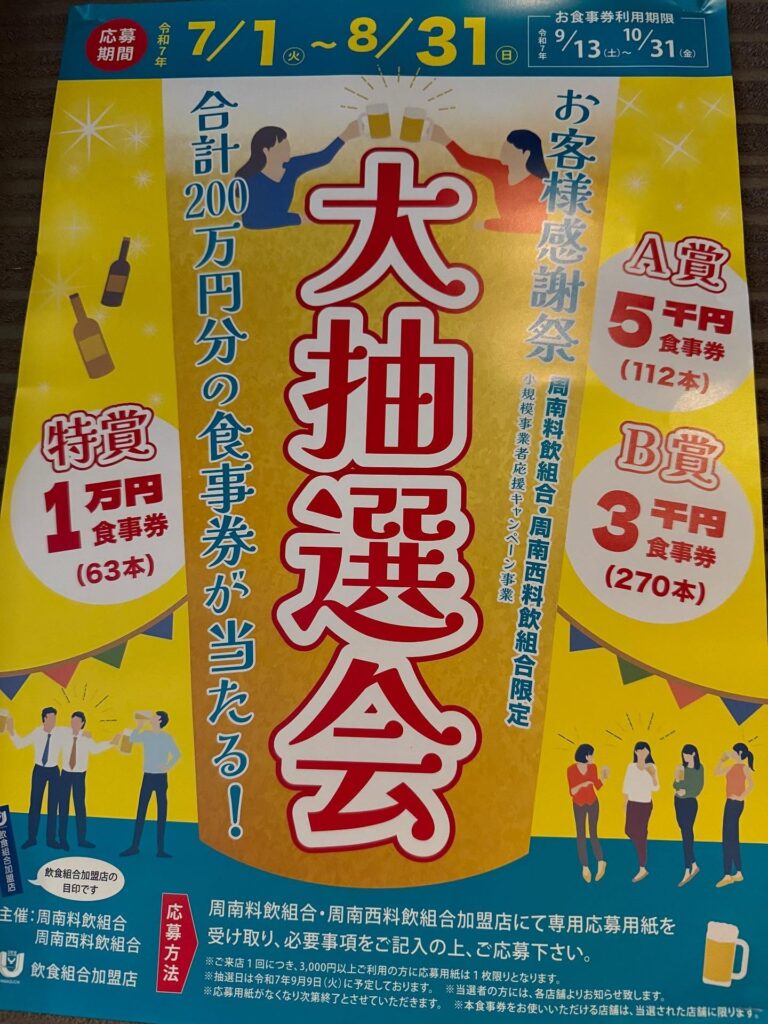 応募期間
令和7年 7/1(火)~8/31(日)
お食事券利用期限
令和7年 9/13(土)~10/31(金)
お客様感謝祭
周南料飲組合・周南西料飲組合限定
小規模事業者応援キャンペーン事業
大抽選会
合計200万円分の食事券が当たる!
A賞
5千円
食事券
(112本)
特賞
1万円
食事券
(63本)
B賞
3千円
食事券
(270本)
飲食組合加盟店
飲食組合加盟店の
目印です
主催:周南料飲組合
周南西料飲組合
飲食組合加盟店
応募方法
周南料飲組合・周南西料飲組合加盟店にて専用応募用紙を
受け取り、必要事項をご記入の上、ご応募下さい。
※ご来店1回につき、3,000円以上ご利用の方に応募用紙は1枚限りとなります。
※抽選日は令和7年9月9日(火)に予定しております。 ※当選者の方には、各店舗よりお知らせ致します。
※応募用紙がなくなり次第終了とさせていただきます。 ※本食事券をお使いいただける店舗は、当選された店舗に限ります。